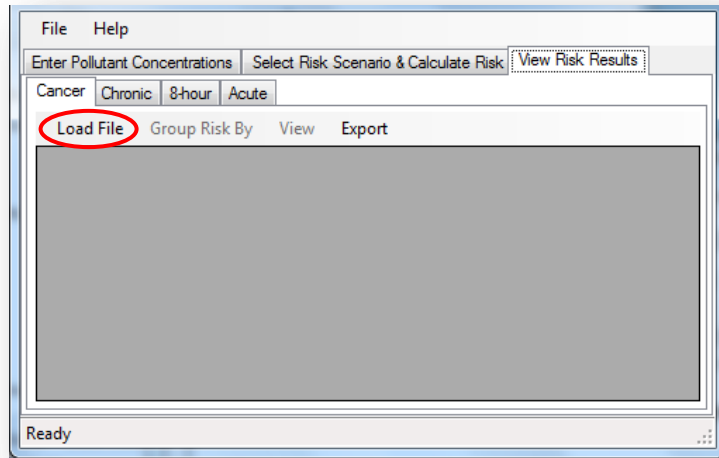 File Help
Enter Pollutant Concentrations Select Risk Scenario & Calculate Risk View Risk Results
Cancer Chronic 8-hour Acute
Load File Group Risk By View Export
Ready